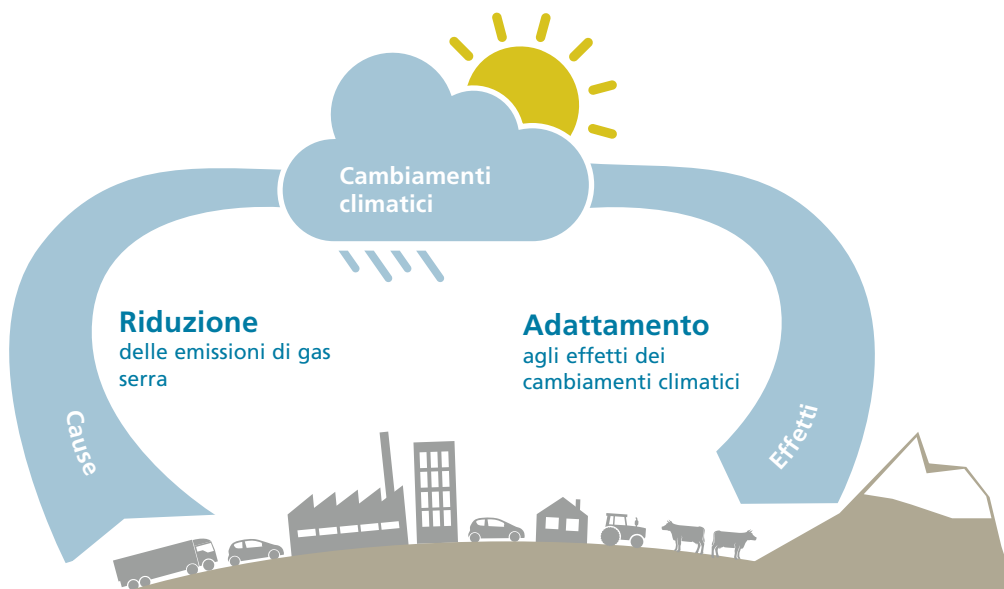 Cambiamenti
climatici
Riduzione
delle emissioni di gas
serra
Adattamento
agli effetti dei
cambiamenti climatici
Cause
Effetti